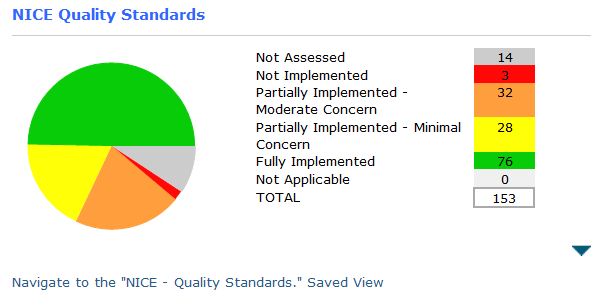 NICE Quality Standards
Not Assessed 14
Not Implemented 3
Partially Implemented - 32
Moderate Concern
Partially Implemented - Minimal 28
Concern
Fully Implemented 76
Not Applicable 0
TOTAL 153
Navigate to the "NICE - Quality Standards." Saved View